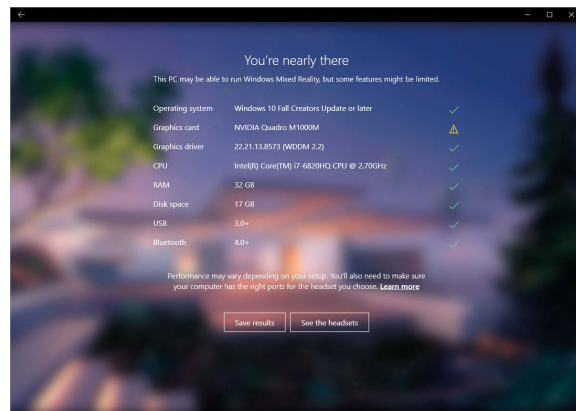 You're nearly there
This PC may be able to run Windows Mixed Reality, but some features might be limited.
Operating system Windows 10 Fall Creators Update or later
Graphics card NVIDIA Quadro M1000M
Graphics driver 22.21.13.8573 (WDDM 2.2)
CPU Intel(R) Core(TM) i7-6820HQ CPU @ 2.70GHz
RAM 32 GB
Disk space 17 GB
USB 3.0+
Bluetooth 4.0+
Performance may vary depending on your setup. You'll also need to make sure
your computer has the right ports for the headset you choose. Learn more
Save results See the headsets